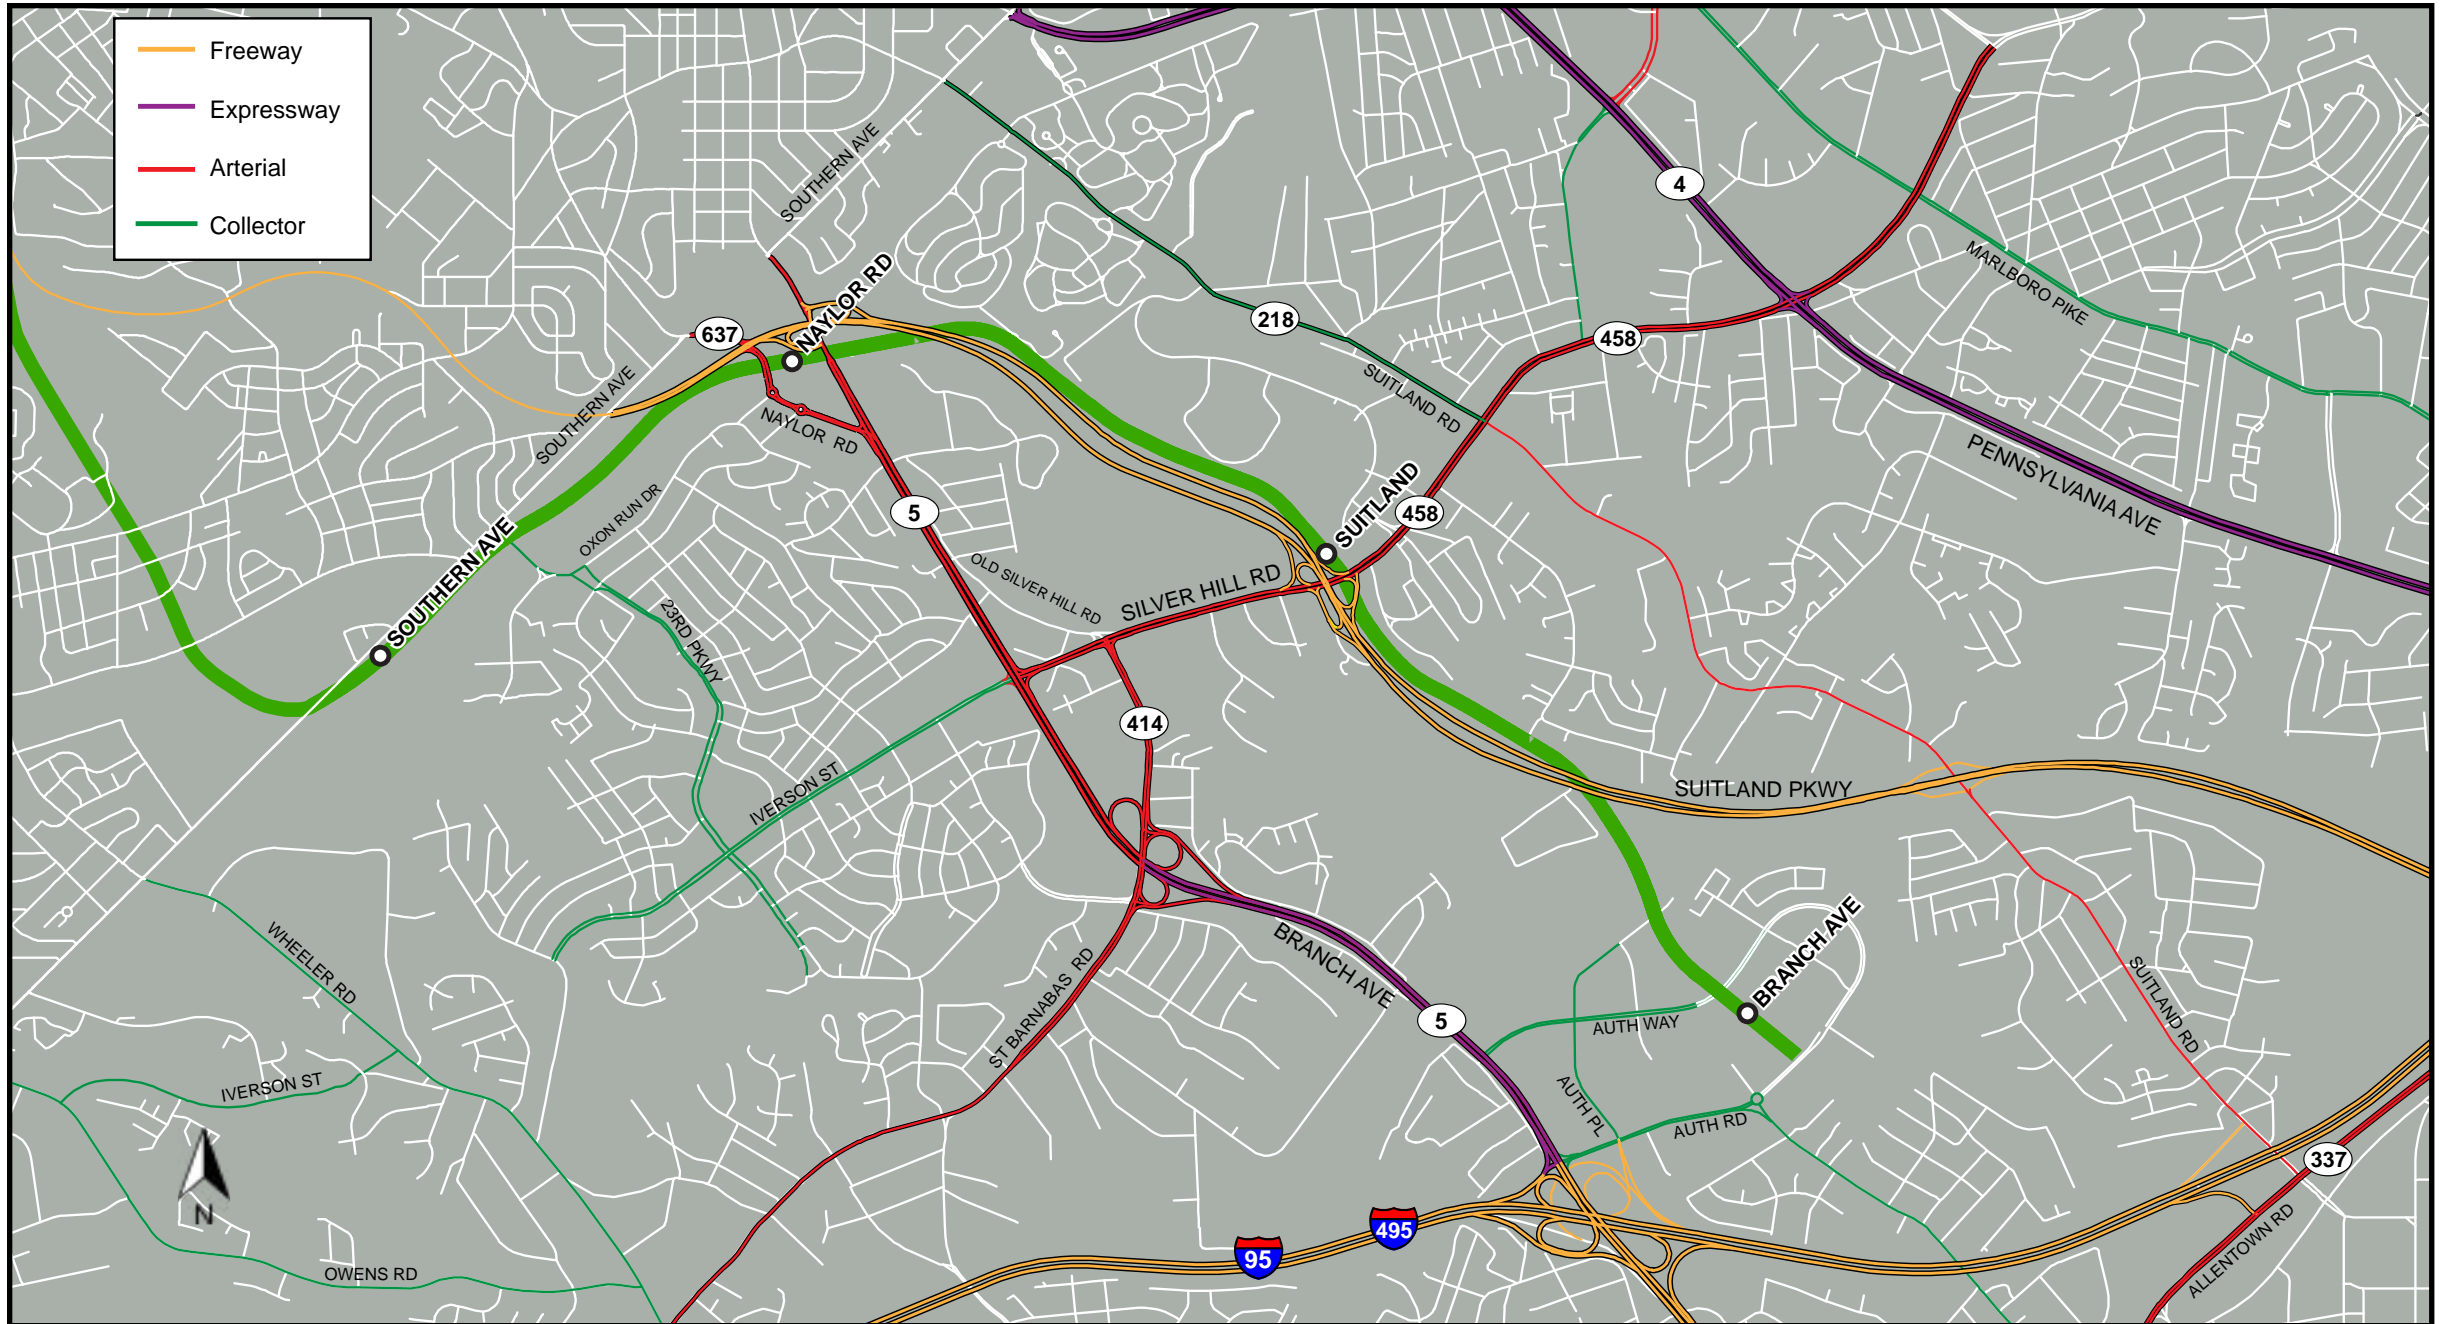 Freeway
Expressway
Arterial
Collector
SOUTHERN AVE
4
NAYLOR RD
MARLBORO PIKE
218
637
458
SUITLAND RD
SOUTHERN AVE
NAYLOR RD
PENNSYLVANIA AVE
SUITLAND
5
458
OXON RUN DR
SOUTHERN AVE
OLD SILVER HILL RD
SILVER HILL RD
23RD PKWY
414
IVERSON ST
SUITLAND PKWY
BRANCH AVE
WHEELER RD
BRANCH AVE
ST BARNABAS RD
SUITLAND RD
5
AUTH WAY
IVERSON ST
AUTH PL
AUTH RD
337
N
495
95
OWENS RD
ALLENTOWN RD